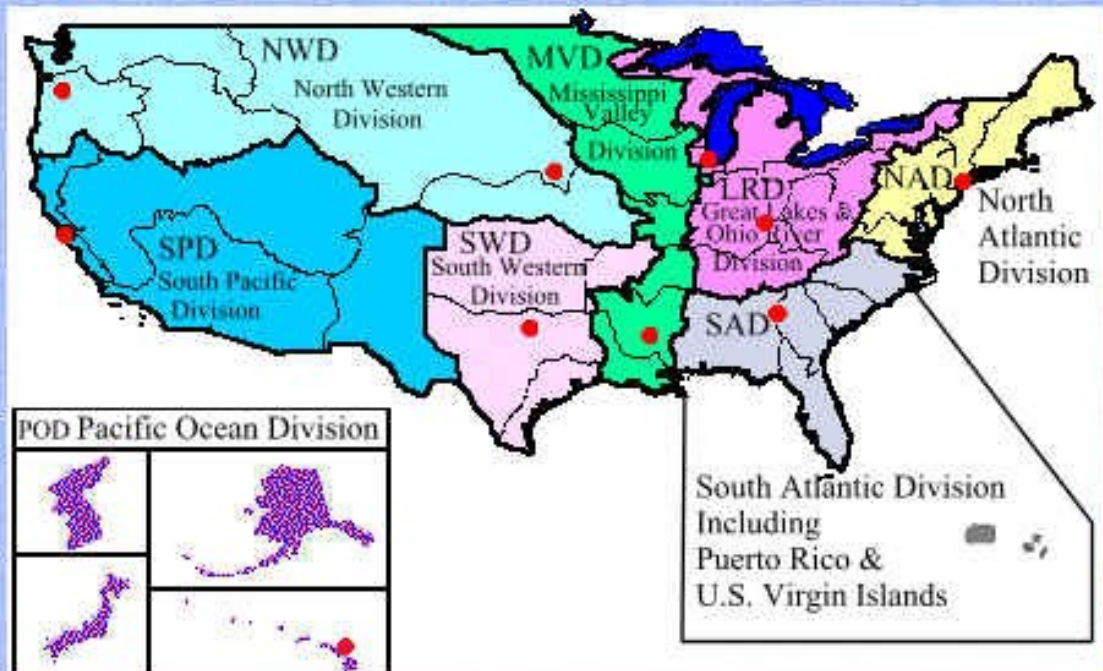 NWD
North Western
Division
MVD
Mississippi
Valley
Division
LRD
Great Lakes &
Ohio River
Division
NAD
North
Atlantic
Division
SPD
South Pacific
Division
SWD
South Western
Division
SAD
POD Pacific Ocean Division
South Atlantic Division
Including
Puerto Rico &
U.S. Virgin Islands